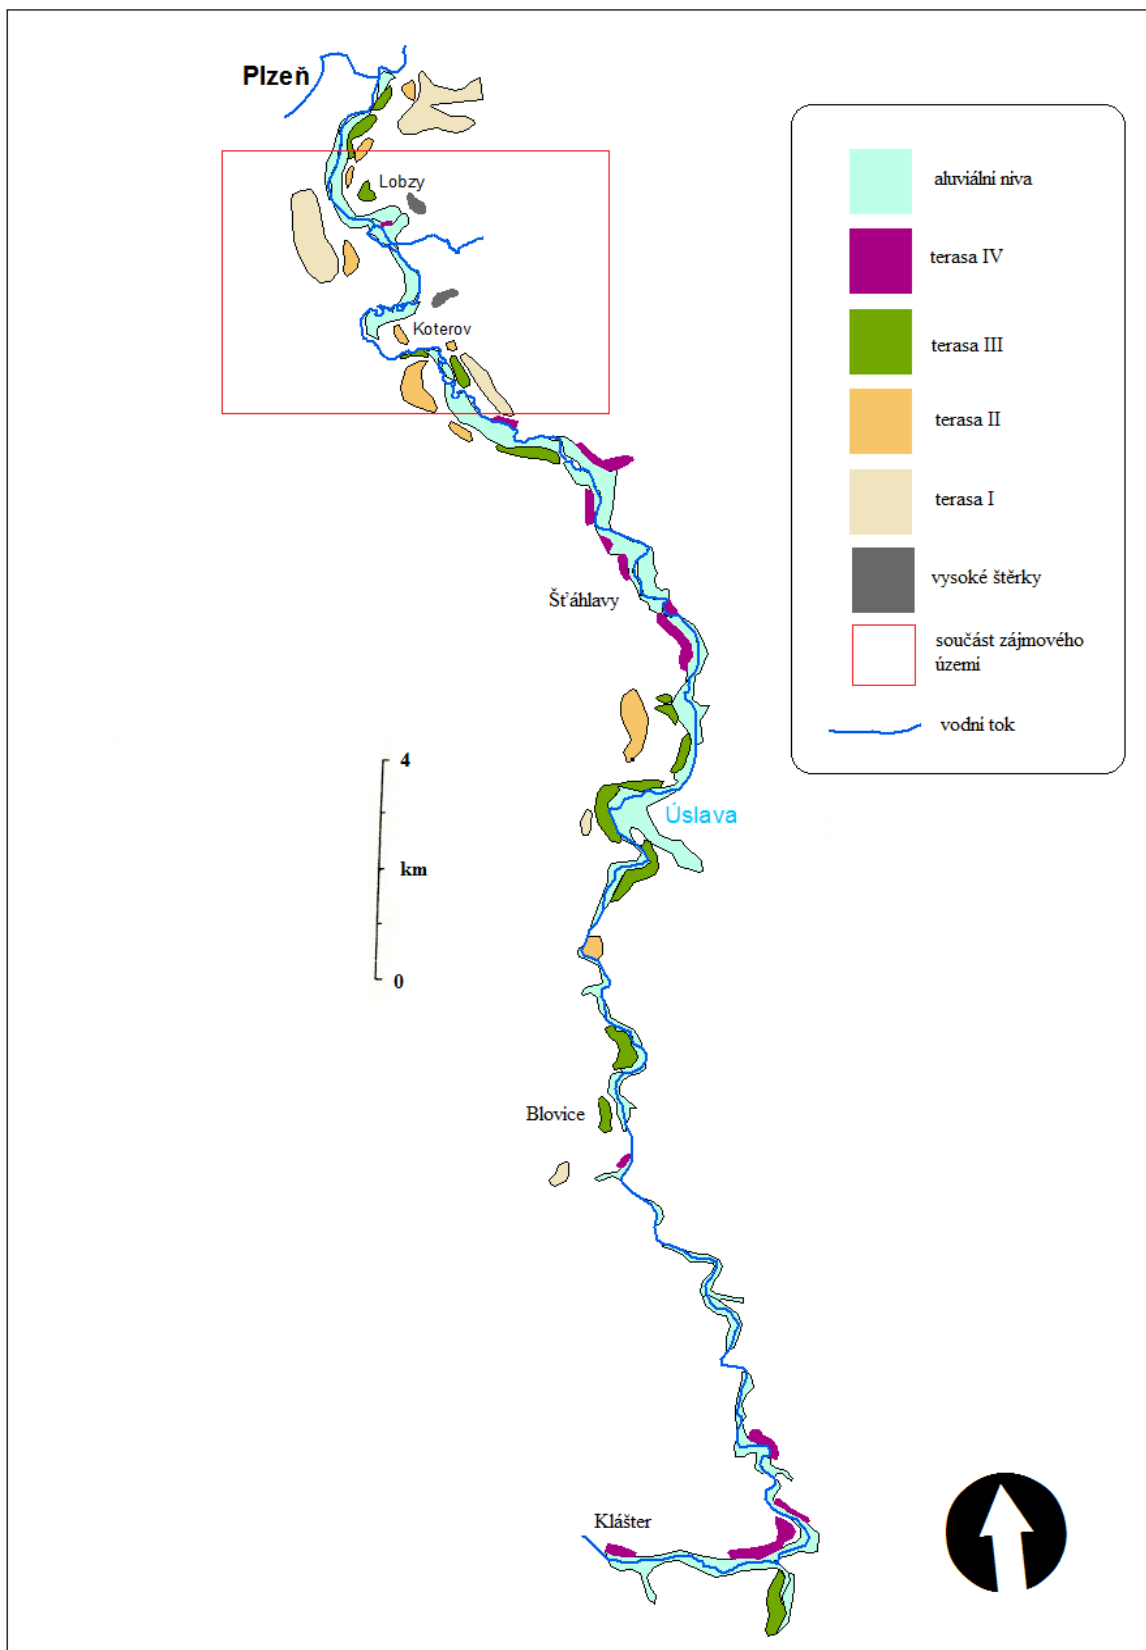 Plzeň
Lobzy
Koterov
Šťáhlavy
Úslava
4
km
0
Blovice
Klášter
aluviální niva
terasa IV
terasa III
terasa II
terasa I
vysoké štěrky
součást zájmového
území
vodní tok